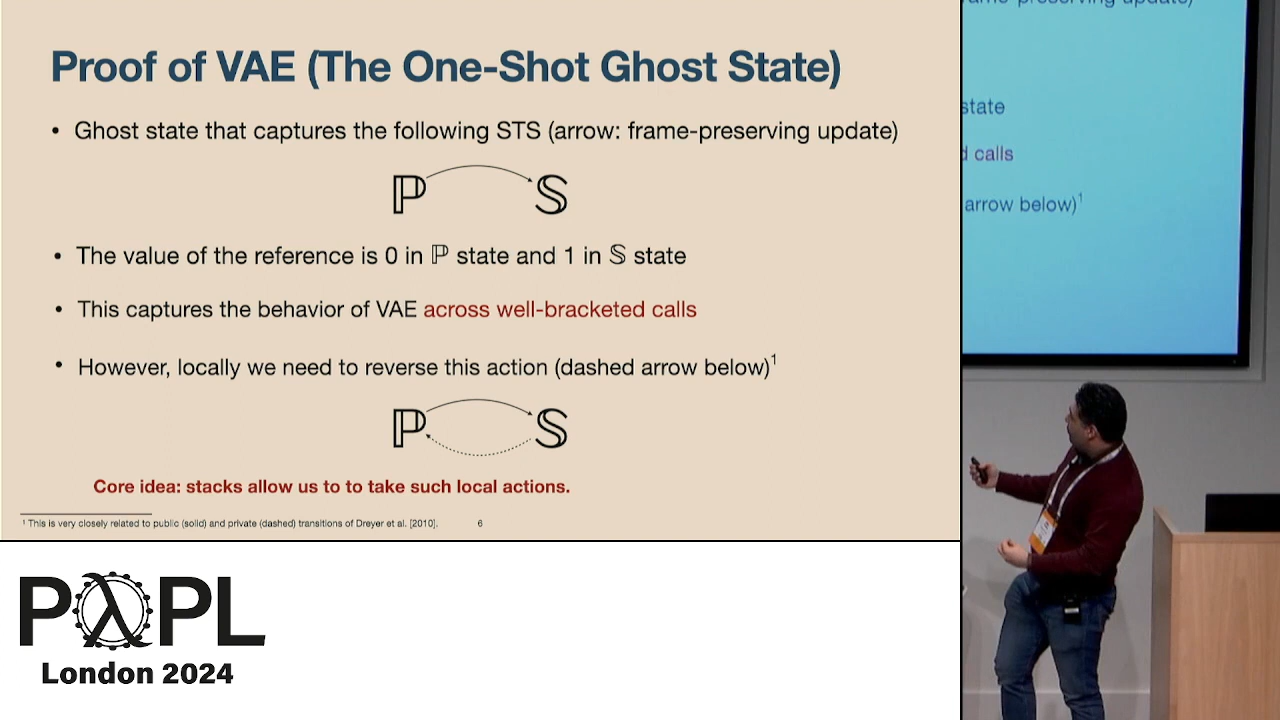 Proof of VAE (The One-Shot Ghost State)
• Ghost state that captures the following STS (arrow: frame-preserving update)
ℙ 𝕊
• The value of the reference is 0 in ℙ state and 1 in 𝕊 state
• This captures the behavior of VAE across well-bracketed calls
• However, locally we need to reverse this action (dashed arrow below)¹
ℙ 𝕊
Core idea: stacks allow us to to take such local actions.
¹ This is very closely related to public (solid) and private (dashed) transitions of Dreyer et al. [2010].
6
PλPL
London 2024
-preserving update)
state
d calls
arrow below)¹